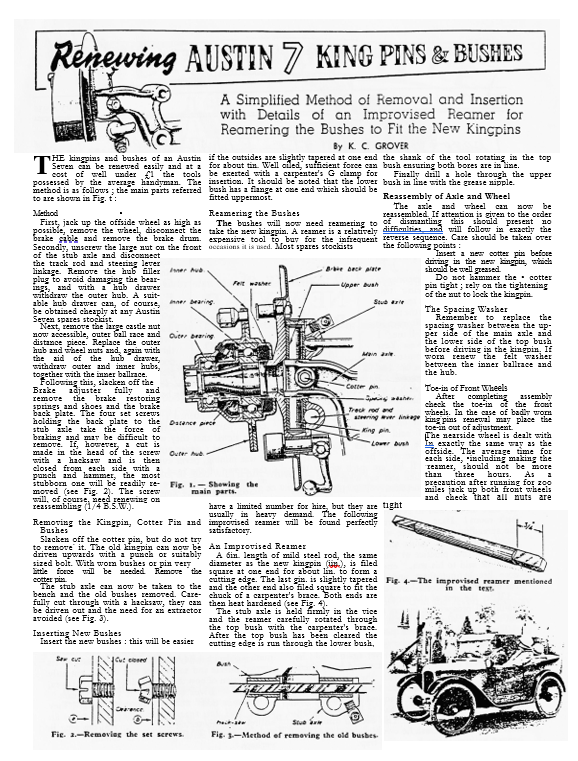 Renewing AUSTIN 7 KING PINS & BUSHES
A Simplified Method of Removal and Insertion
with Details of an Improvised Reamer for
Reamering the Bushes to Fit the New Kingpins
By K. C. GROVER
THE kingpins and bushes of an Austin
Seven can be renewed easily and at a
cost of well under £1 the tools
possessed by the average handyman. The
method is as follows ; the main parts referred
to are shown in Fig. t :
Method
First, jack up the offside wheel as high as
possible, remove the wheel, disconnect the
brake cable and remove the brake drum.
Secondly, unscrew the large nut on the front
of the stub axle and disconnect
the track rod and steering lever
linkage. Remove the hub filler
plug to avoid damaging the bear-
ings, and with a hub drawer
withdraw the outer hub. A suit-
able hub drawer can, of course,
be obtained cheaply at any Austin
Seven spares stockist.
Next, remove the large castle nut
now accessible, outer ball race and
distance piece. Replace the outer
hub and wheel nuts and, again with
the aid of the hub drawer,
withdraw outer and inner hubs,
together with the inner ballrace.
Following this, slacken off the
Brake adjuster fully and
remove the brake restoring
springs and shoes and the brake
back plate. The four set screws
holding the back plate to the
stub axle take the force of
braking and may be difficult to
remove. If, however, a cut is
made in the head of the screw
with a hacksaw and is then
closed from each side with a
punch and hammer, the most
stubborn one will be readily re-
moved (see Fig. 2). The screw
will, of course, need renewing on
reassembling (1/4 B.S.W.).
Removing the Kingpin, Cotter Pin and
Bushes
Slacken off the cotter pin, but do not try
to remove it. The old kingpin can now be
driven upwards with a punch or suitably
sized bolt. With worn bushes or pin very
little force will be needed. Remove the
cotter pin.
The stub axle can now be taken to the
bench and the old bushes removed. Care-
fully cut through with a hacksaw, they can
be driven out and the need for an extractor
avoided (see Fig. 3).
Inserting New Bushes
Insert the new bushes : this will be easier
if the outsides are slightly tapered at one end
for about tin. Well oiled, sufficient force can
be exerted with a carpenter's G clamp for
insertion. It should be noted that the lower
bush has a flange at one end which should be
fitted uppermost.
Reamering the Bushes
The bushes will now need reamering to
take the new kingpin. A reamer is a relatively
expensive tool to buy for the infrequent
occasions it is used. Most spares stockists
Inner hub.
Felt washer
Brake back plate
Upper bush
Stub axle
Inner bearing.
Outer bearing.
Main axle.
Cotter pin.
Spacing washer.
Track rod and
steering lever linkage
King pin.
Distance piece
Lower bush
Outer hub.
Fig. 1. — Showing the
main parts.
have a limited number for hire, but they are
usually in heavy demand. The following
improvised reamer will be found perfectly
satisfactory.
An Improvised Reamer
A 6in. length of mild steel rod, the same
diameter as the new kingpin (iin.), is filed
square at one end for about lin. to form a
cutting edge. The last gin. is slightly tapered
and the other end also filed square to fit the
chuck of a carpenter's brace. Both ends are
then heat hardened (see Fig. 4).
The stub axle is held firmly in the vice
and the reamer carefully rotated through
the top bush with the carpenter's brace.
After the top bush has been cleared the
cutting edge is run through the lower bush,
the shank of the tool rotating in the top
bush ensuring both bores are in line.
Finally drill a hole through the upper
bush in line with the grease nipple.
Reassembly of Axle and Wheel
The axle and wheel can now be
reassembled. If attention is given to the order
of dismantling this should present no
difficulties, and will follow in exactly the
reverse sequence. Care should be taken over
the following points :
Insert a new cotter pin before
driving in the new kingpin, which
should be well greased.
Do not hammer the • cotter
pin tight ; rely on the tightening
of the nut to lock the kingpin.
The Spacing Washer
Remember to replace the
spacing washer between the up-
per side of the main axle and
the lower side of the top bush
before driving in the kingpin. If
worn renew the felt washer
between the inner ballrace and
the hub.
Toe-in of Front Wheels
After completing assembly
check the toe-in of the front
wheels. In the case of badly worn
kingpins renewal may place the
toe-in out of adjustment.
The nearside wheel is dealt with
In exactly the same way as the
offside. The average time for
each side, •including making the
reamer, should not be more
than three hours. As a
precaution after running for 200
miles jack up both front wheels
and check that all nuts are
tight
1/4"
Fig. 4.—The improvised reamer mentioned
in the text.
Saw cut
Cut closed
Clearance.
Fig. 2.—Removing the set screws.
Bush
Hack-saw
Stub axle
Fig. 3.—Method of removing the old bushes.